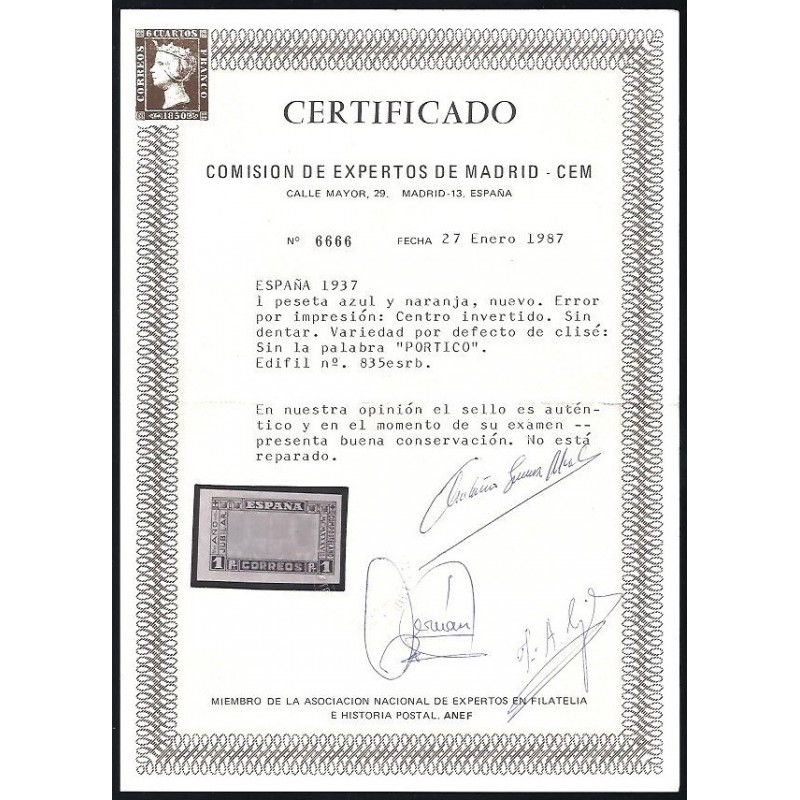 6 CUARTOS
CORREOS
FRANCO
1850
CERTIFICADO
COMISION DE EXPERTOS DE MADRID - CEM
CALLE MAYOR, 29. MADRID-13. ESPAÑA
Nº 6666 FECHA 27 Enero 1987
ESPAÑA 1937
1 peseta azul y naranja, nuevo. Error
por impresión: Centro invertido. Sin
dentar. Variedad por defecto de clisé:
Sin la palabra "PORTICO".
Edifil nº. 835esrb.
En nuestra opinión el sello es autén-
tico y en el momento de su examen --
presenta buena conservación. No está
reparado.
ESPAÑA
AÑO
JUBILAR
1 P. CORREOS P. 1
MIEMBRO DE LA ASOCIACION NACIONAL DE EXPERTOS EN FILATELIA
E HISTORIA POSTAL. ANEF